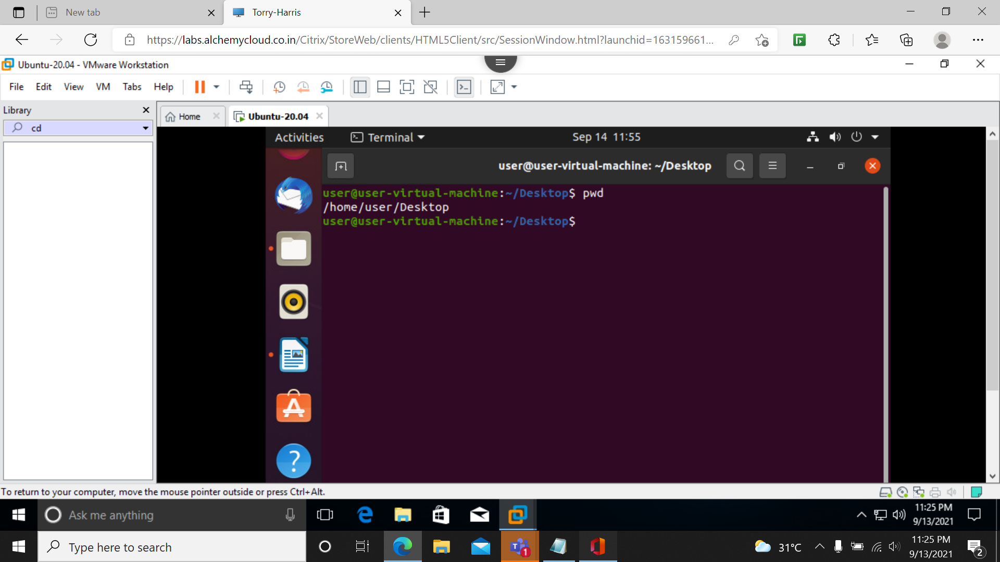 New tab
Torry-Harris
https://labs.alchemycloud.co.in/Citrix/StoreWeb/clients/HTML5Client/src/SessionWindow.html?launchid=163159661...
Ubuntu-20.04 - VMware Workstation
File Edit View VM Tabs Help
Library
Home
Ubuntu-20.04
cd
Activities
Terminal
Sep 14 11:55
user@user-virtual-machine: ~/Desktop
user@user-virtual-machine:~/Desktop$ pwd
/home/user/Desktop
user@user-virtual-machine:~/Desktop$
To return to your computer, move the mouse pointer outside or press Ctrl+Alt.
Ask me anything
11:25 PM
9/13/2021
Type here to search
T
1
31°C
11:25 PM
9/13/2021
2